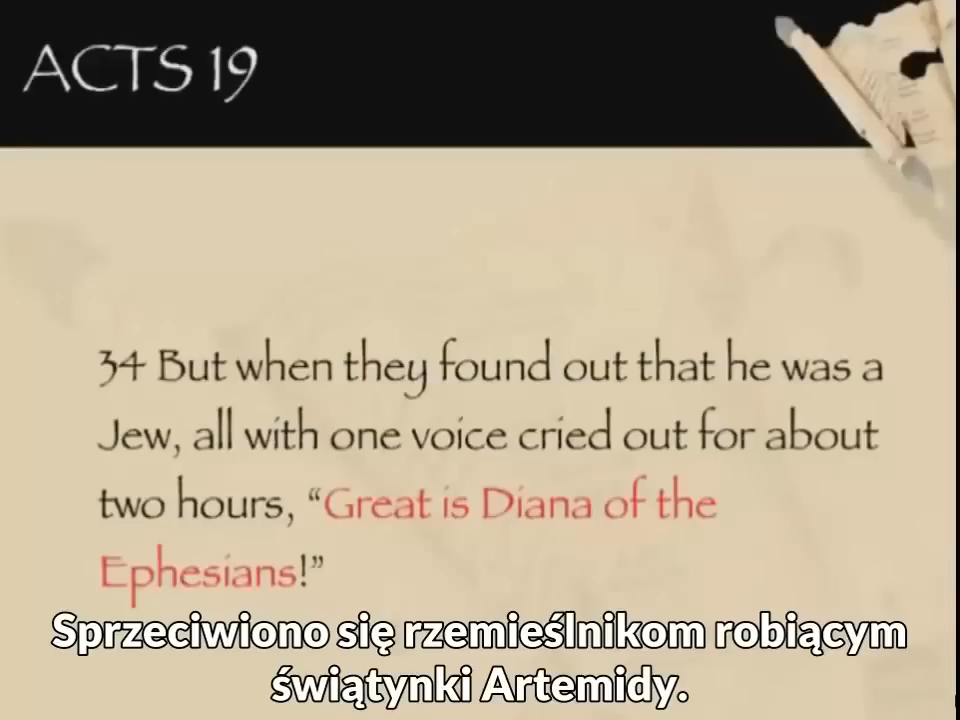 ACTS 19
34 But when they found out that he was a
Jew, all with one voice cried out for about
two hours, “Great is Diana of the
Ephesians!”
Sprzeciwiono się rzemieślnikom robiącym
świątynki Artemidy.